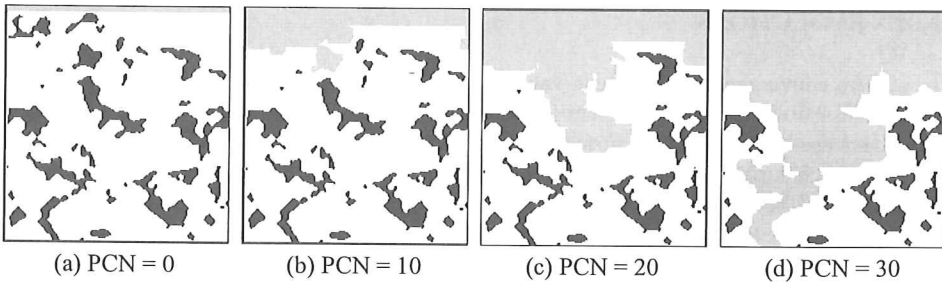 (a) PCN = 0
(b) PCN = 10
(c) PCN = 20
(d) PCN = 30